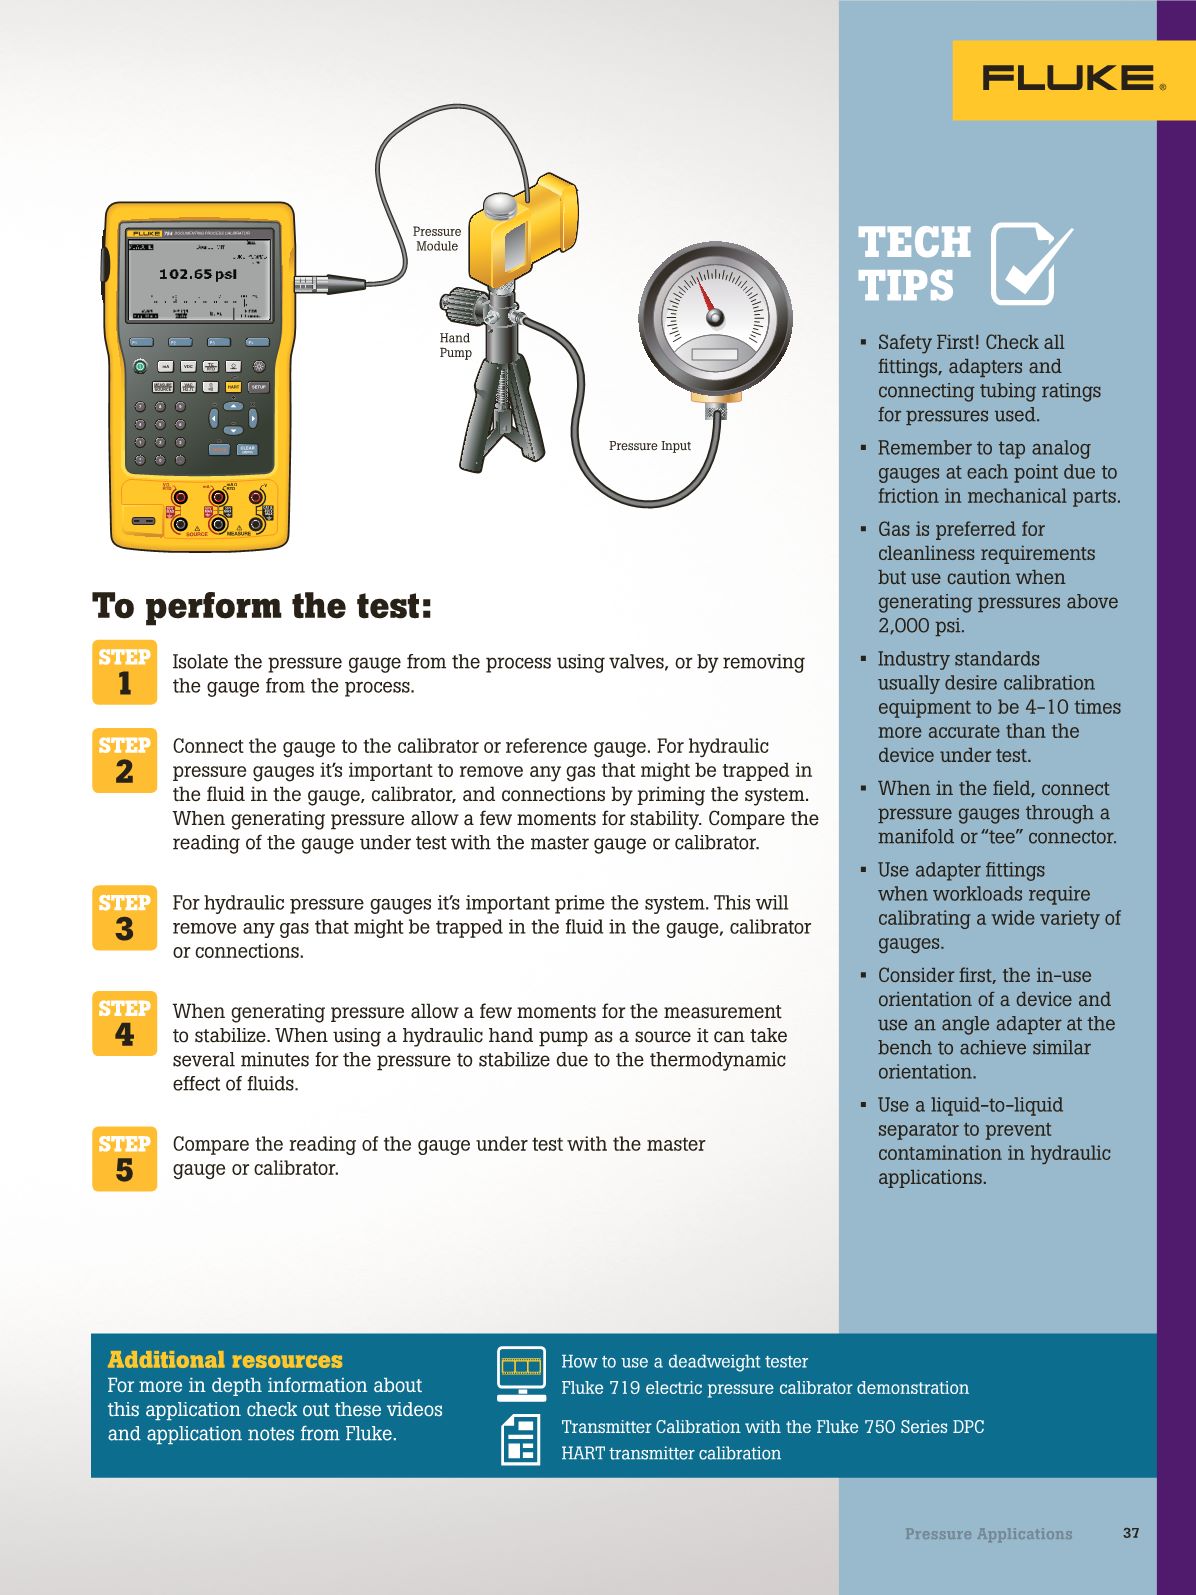 FLUKE®
FLUKE 754 DOCUMENTING PROCESS CALIBRATOR
102.65 psi
mA
VDC
HART
SETUP
CLEAR
SOURCE
MEASURE
Pressure
Module
Hand
Pump
Pressure Input
To perform the test:
STEP
1
Isolate the pressure gauge from the process using valves, or by removing
the gauge from the process.
STEP
2
Connect the gauge to the calibrator or reference gauge. For hydraulic
pressure gauges it’s important to remove any gas that might be trapped in
the fluid in the gauge, calibrator, and connections by priming the system.
When generating pressure allow a few moments for stability. Compare the
reading of the gauge under test with the master gauge or calibrator.
STEP
3
For hydraulic pressure gauges it’s important prime the system. This will
remove any gas that might be trapped in the fluid in the gauge, calibrator
or connections.
STEP
4
When generating pressure allow a few moments for the measurement
to stabilize. When using a hydraulic hand pump as a source it can take
several minutes for the pressure to stabilize due to the thermodynamic
effect of fluids.
STEP
5
Compare the reading of the gauge under test with the master
gauge or calibrator.
TECH
TIPS
▪ Safety First! Check all
fittings, adapters and
connecting tubing ratings
for pressures used.
▪ Remember to tap analog
gauges at each point due to
friction in mechanical parts.
▪ Gas is preferred for
cleanliness requirements
but use caution when
generating pressures above
2,000 psi.
▪ Industry standards
usually desire calibration
equipment to be 4-10 times
more accurate than the
device under test.
▪ When in the field, connect
pressure gauges through a
manifold or “tee” connector.
▪ Use adapter fittings
when workloads require
calibrating a wide variety of
gauges.
▪ Consider first, the in-use
orientation of a device and
use an angle adapter at the
bench to achieve similar
orientation.
▪ Use a liquid-to-liquid
separator to prevent
contamination in hydraulic
applications.
Additional resources
For more in depth information about
this application check out these videos
and application notes from Fluke.
How to use a deadweight tester
Fluke 719 electric pressure calibrator demonstration
Transmitter Calibration with the Fluke 750 Series DPC
HART transmitter calibration
Pressure Applications 37